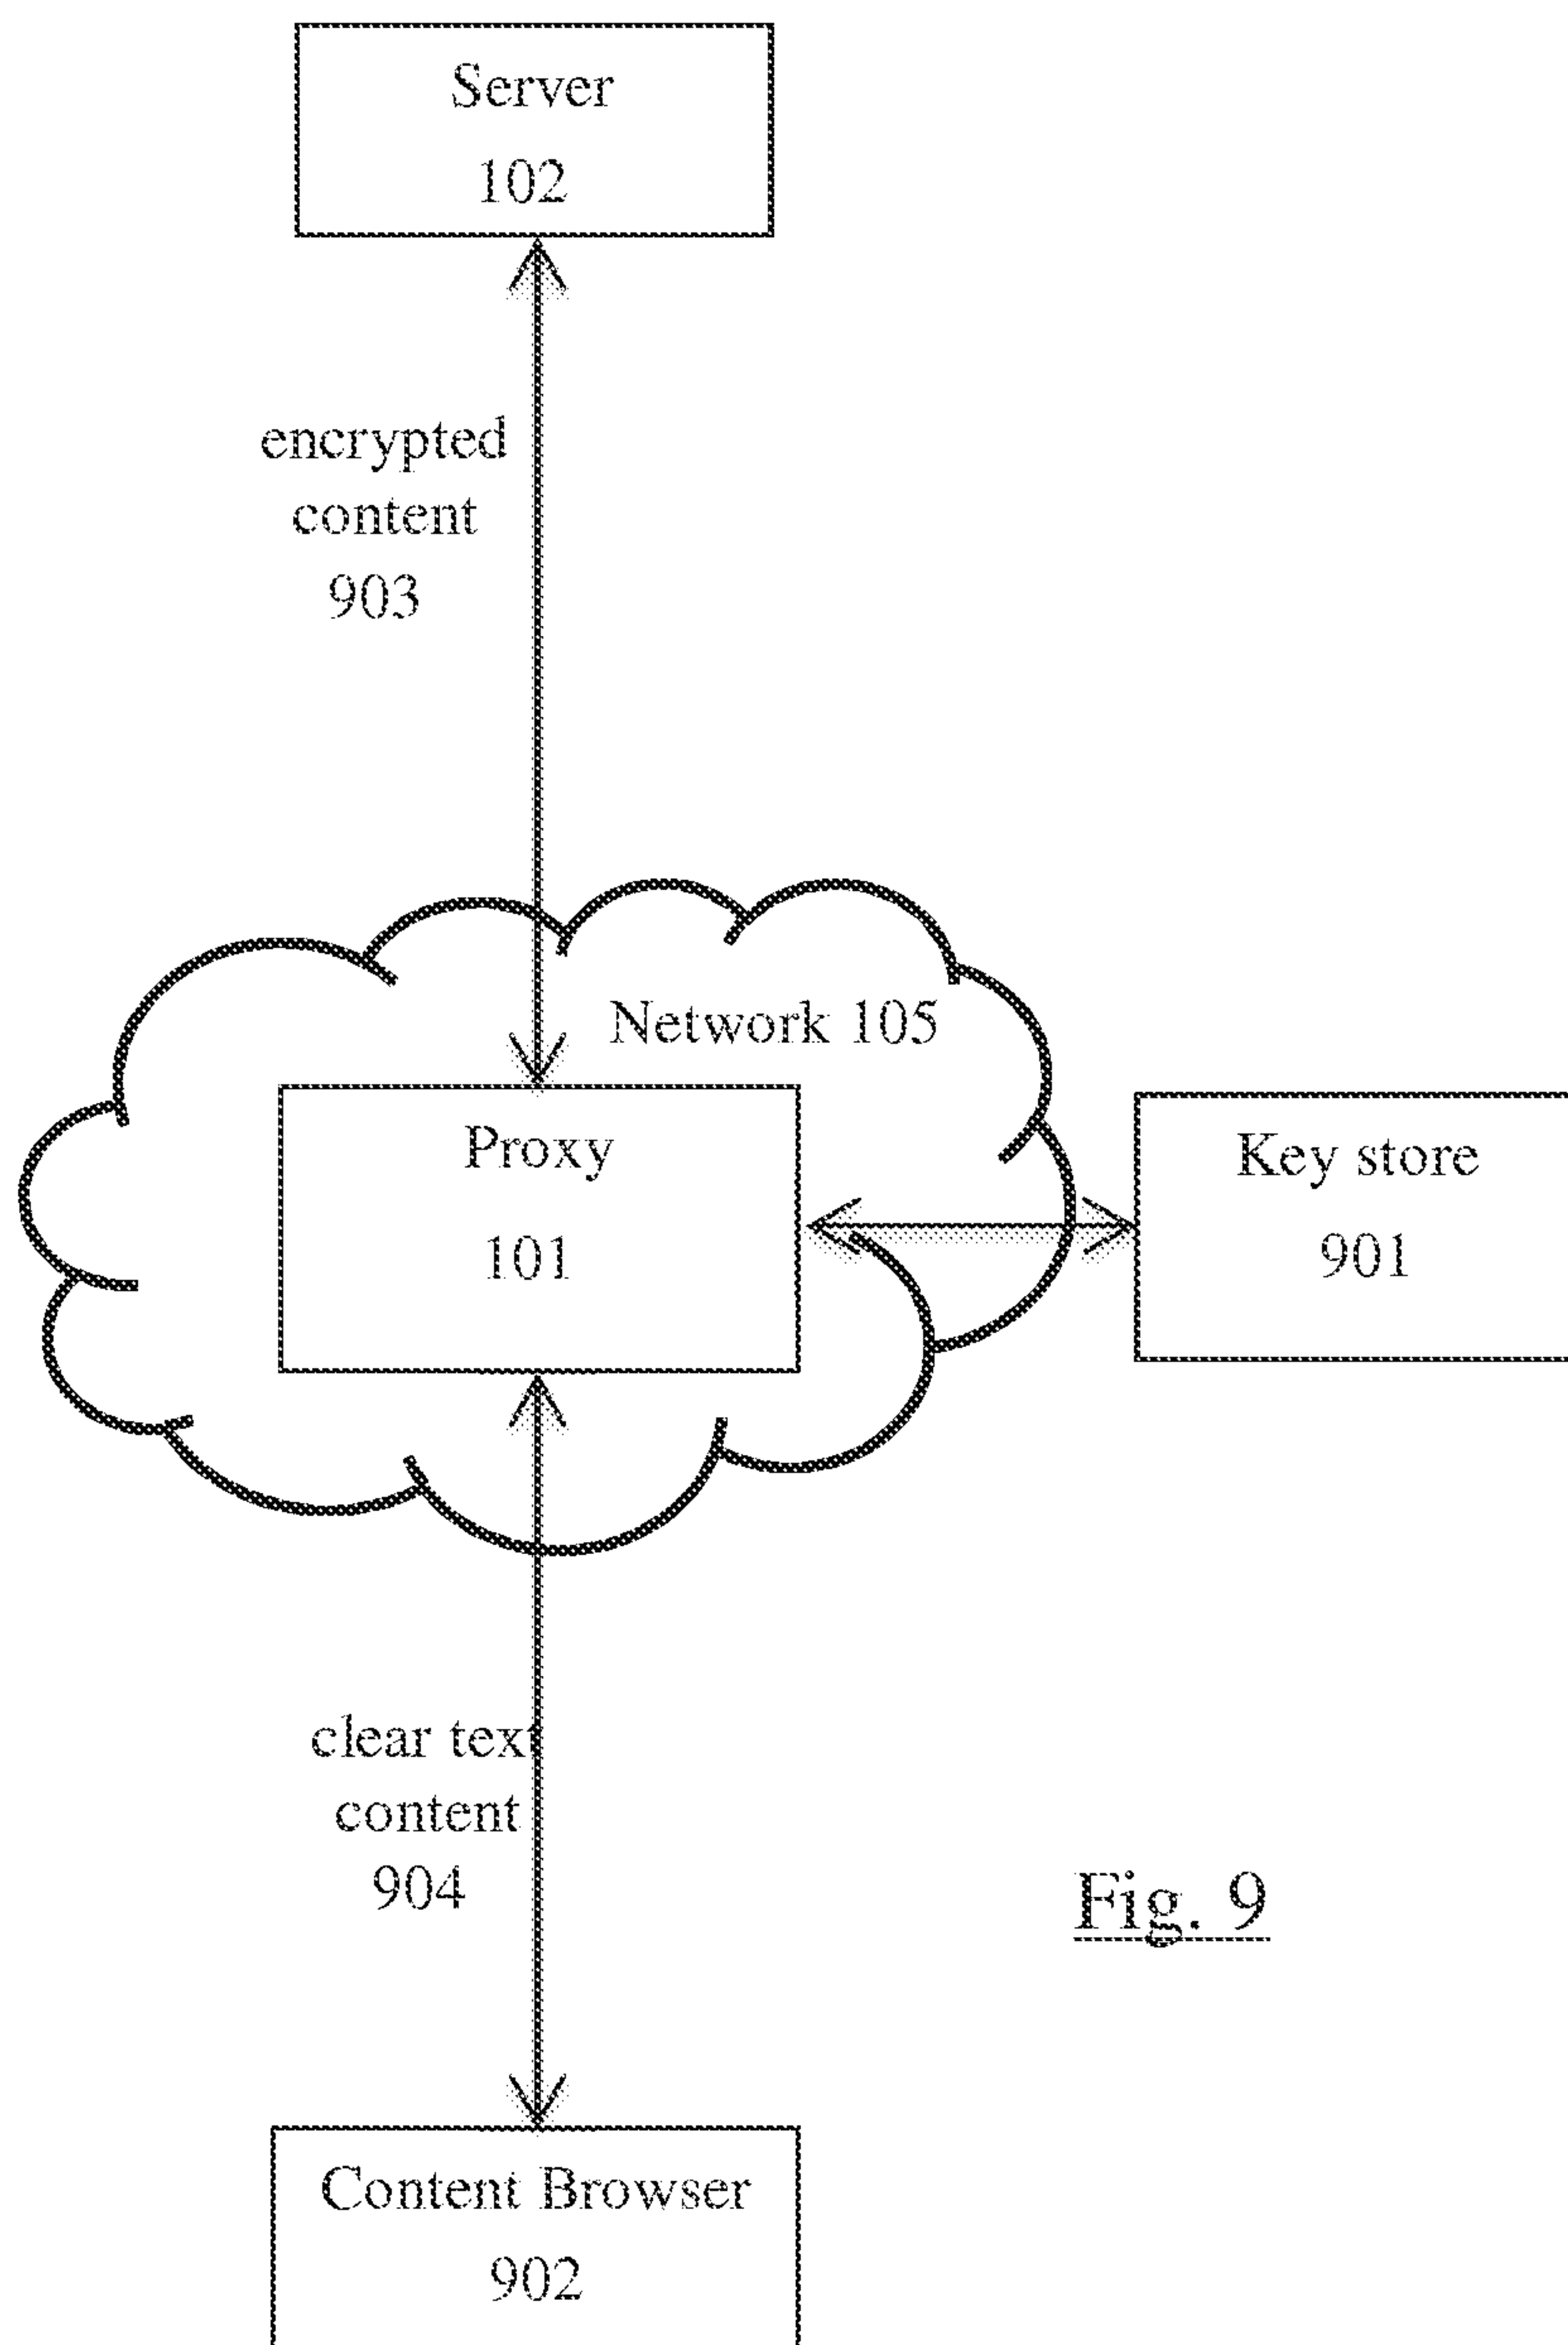 Server
102
encrypted
content
903
Network 105
Proxy
101
Key store
901
clear text
content
904
Fig. 9
Content Browser
902